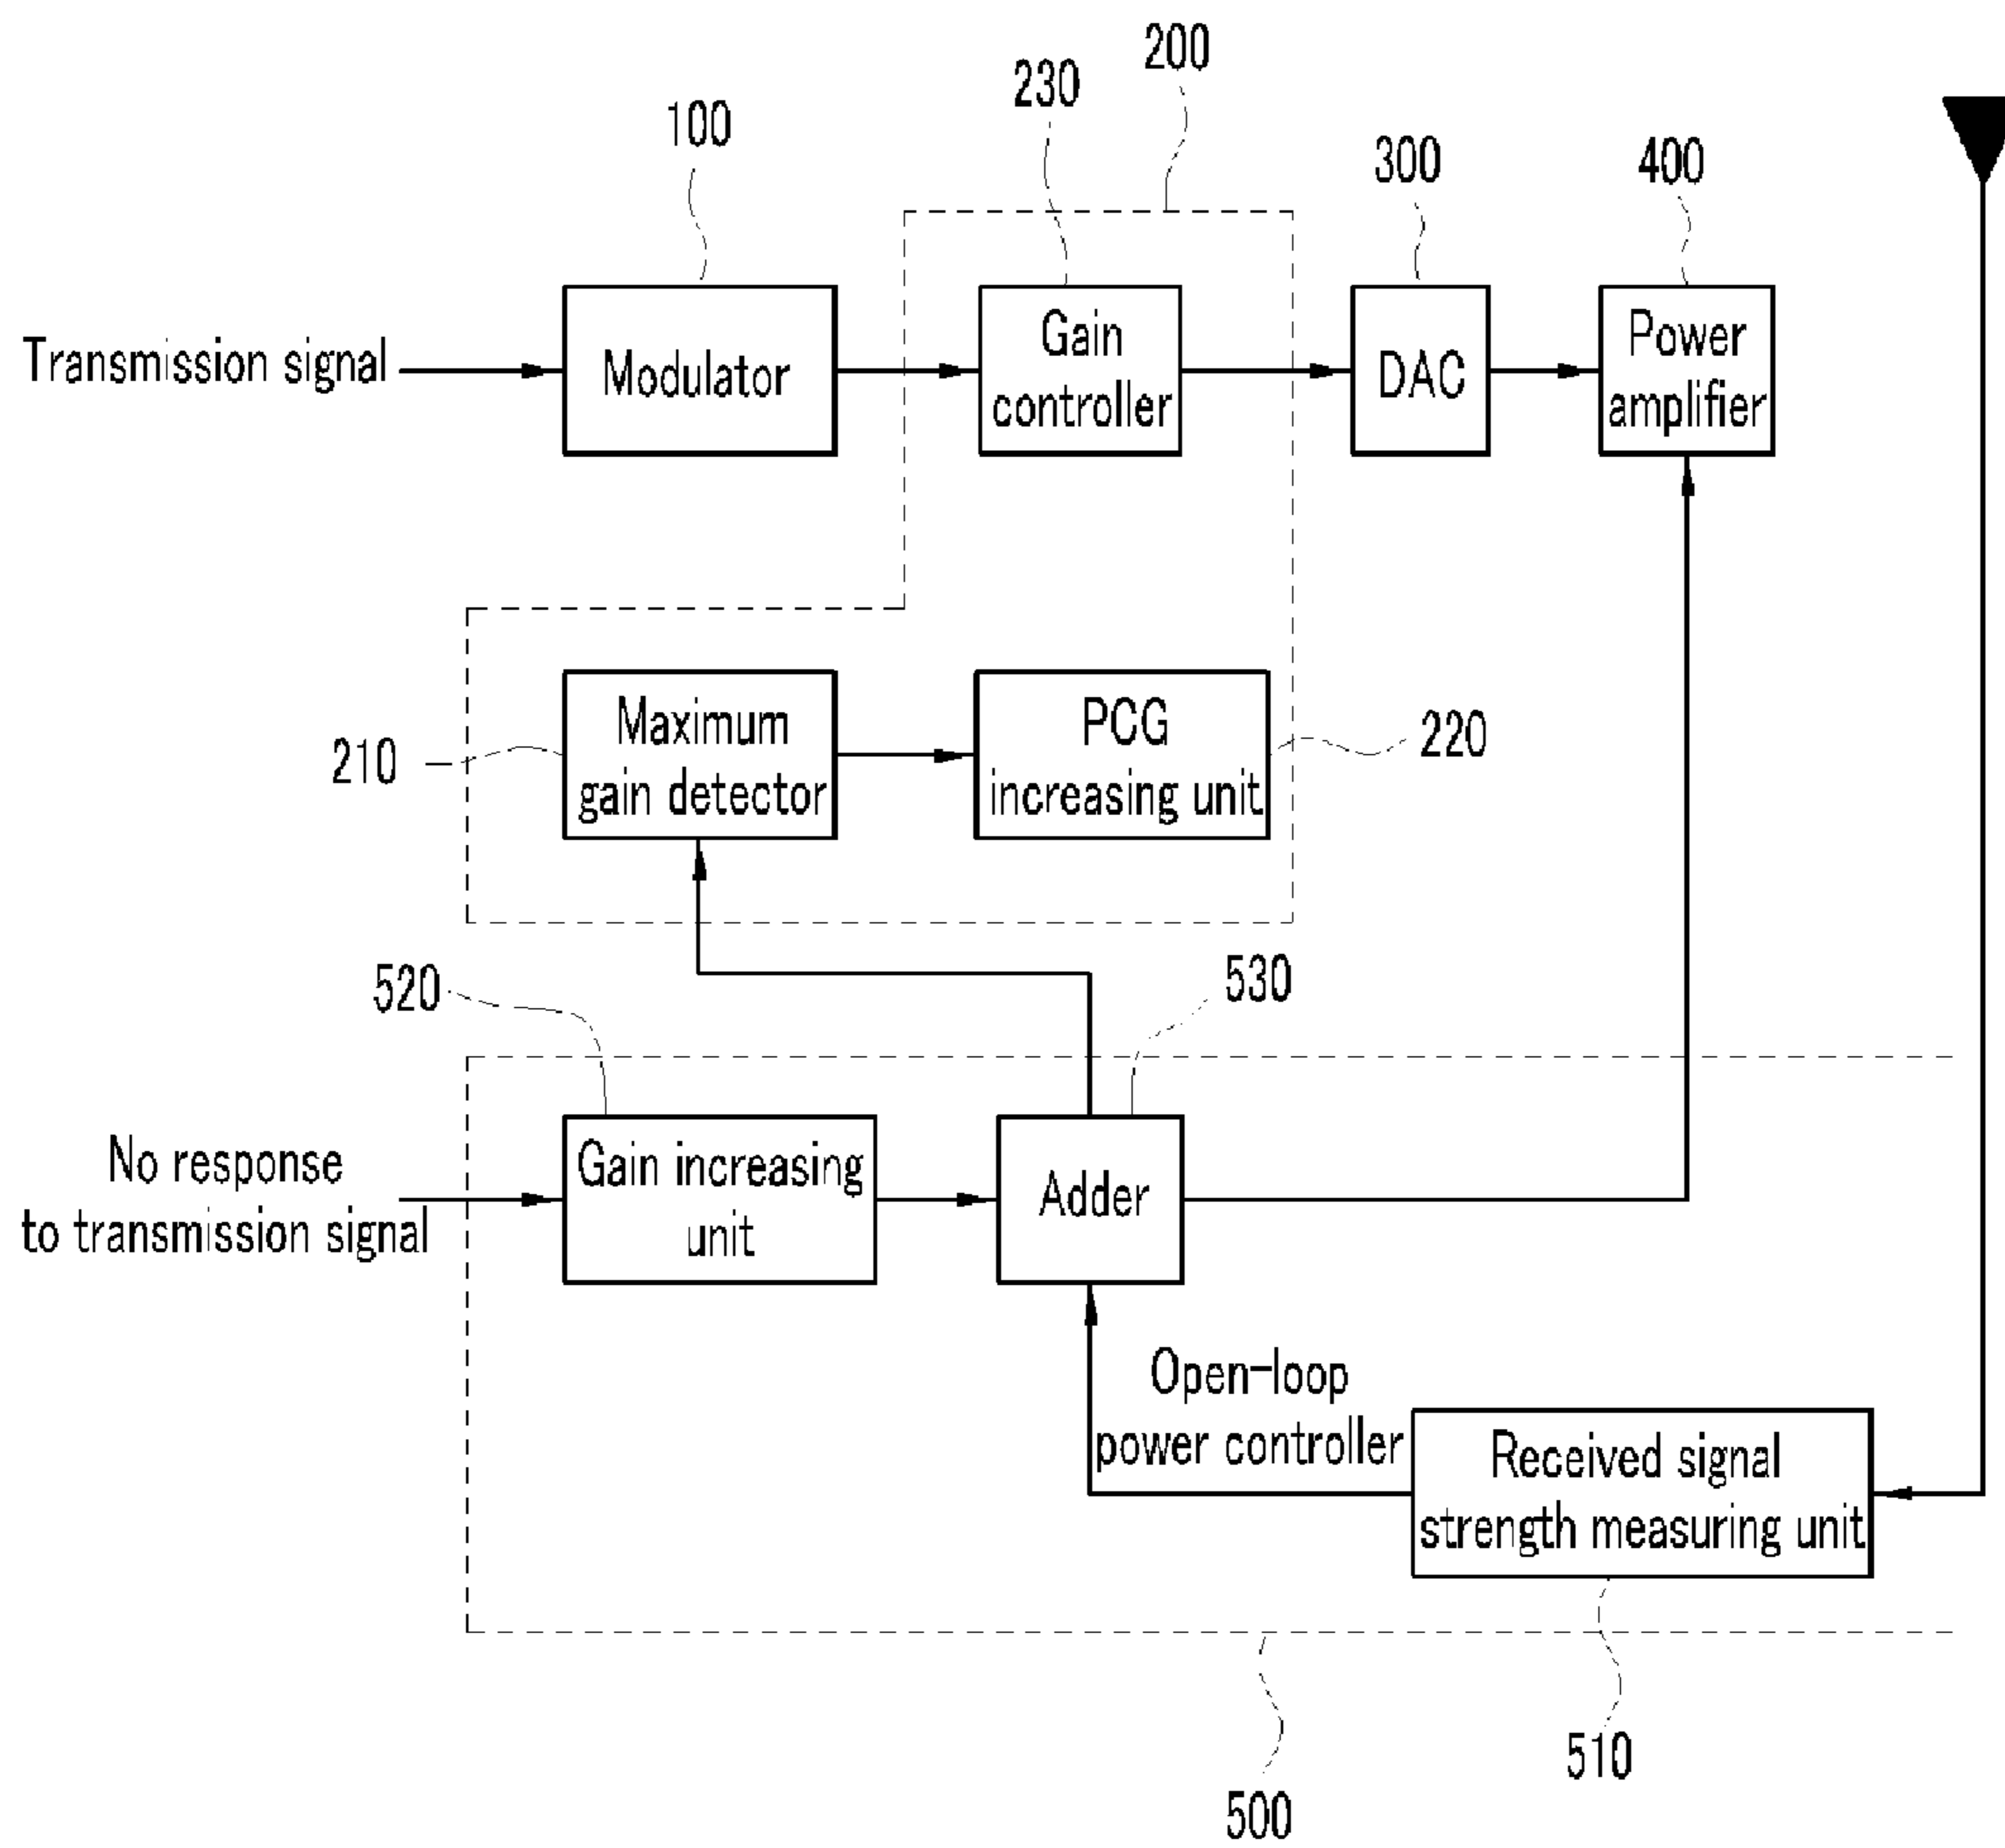 200
230
100
300
400
Transmission signal
Modulator
Gain
controller
DAC
Power
amplifier
210
Maximum
gain detector
PCG
increasing unit
220
520
530
No response
to transmission signal
Gain increasing
unit
Adder
Open-loop
power controller
Received signal
strength measuring unit
510
500